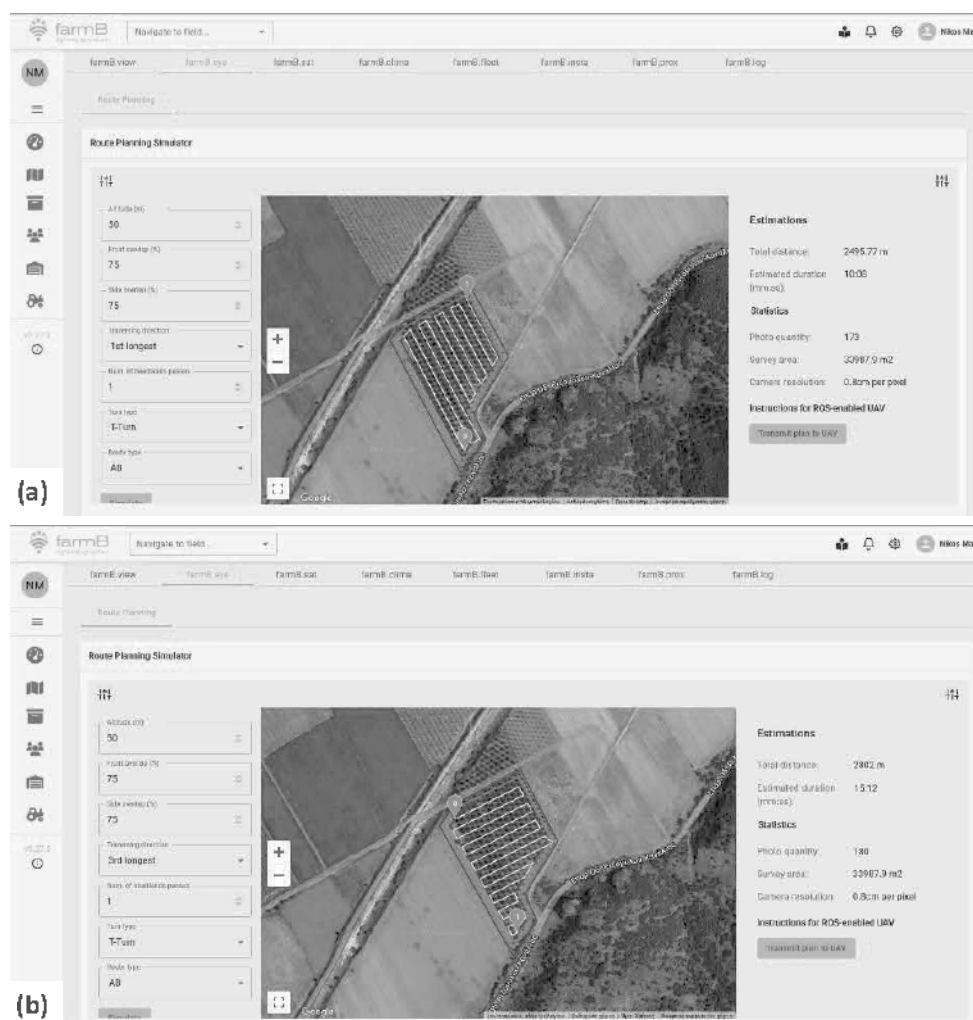 farmB
Navigate to field...
Nikos Ma
NM
farmB.view farmB.eye farmB.sat farmB.clima farmB.fleet farmB.insta farmB.prox farmB.log
Route Planning
Route Planning Simulator
Altitude (m)
50
Front overlap (%)
75
Side overlap (%)
75
Traversing direction
1st longest
Num. of headlands passes
1
Turn type
T-Turn
Route type
AB
Simulate
Google
Estimations
Total distance: 2495.77 m
Estimated duration (mm:ss): 10:08
Statistics
Photo quantity: 173
Survey area: 33987.9 m2
Camera resolution: 0.8cm per pixel
Instructions for ROS-enabled UAV
Transmit plan to UAV
(a)
farmB
Navigate to field...
Nikos Ma
NM
farmB.view farmB.eye farmB.sat farmB.clima farmB.fleet farmB.insta farmB.prox farmB.log
Route Planning
Route Planning Simulator
Altitude (m)
50
Front overlap (%)
75
Side overlap (%)
75
Traversing direction
3rd longest
Num. of headlands passes
1
Turn type
T-Turn
Route type
AB
Simulate
Google
Estimations
Total distance: 2802 m
Estimated duration (mm:ss): 15:12
Statistics
Photo quantity: 180
Survey area: 33987.9 m2
Camera resolution: 0.8cm per pixel
Instructions for ROS-enabled UAV
Transmit plan to UAV
(b)